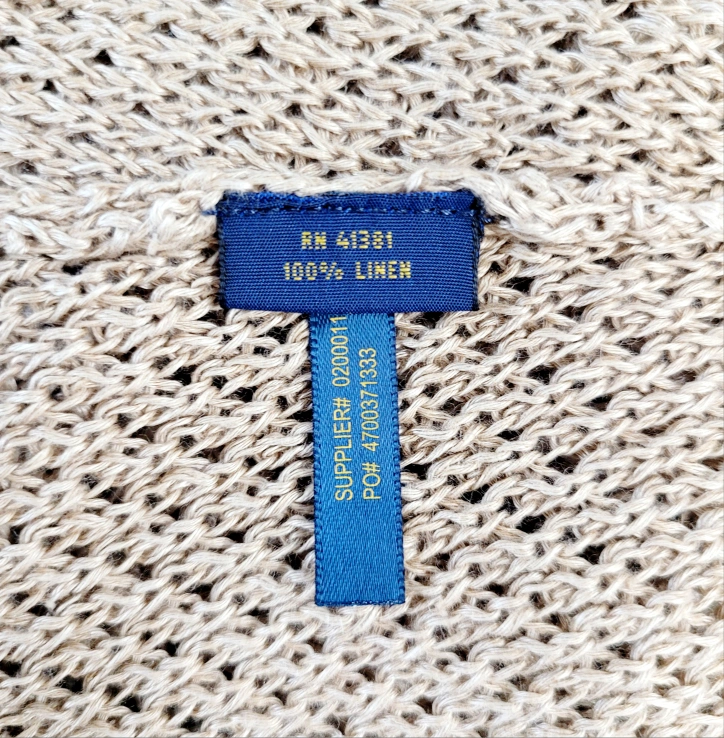 RN 41381
100% LINEN
SUPPLIER# 0200011
PO# 4700371333